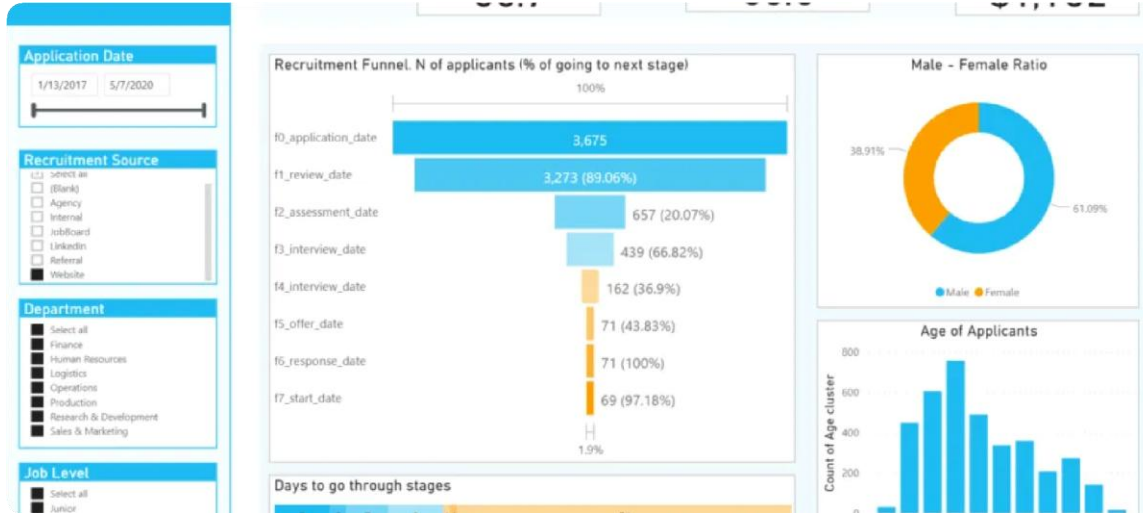 Application Date
1/13/2017 5/7/2020
Recruitment Source
Select all
(Blank)
Agency
Internal
JobBoard
Linkedin
Referral
Website
Department
Select all
Finance
Human Resources
Logistics
Operations
Production
Research & Development
Sales & Marketing
Job Level
Select all
Junior
Recruitment Funnel. N of applicants (% of going to next stage)
100%
f0_application_date 3,675
f1_review_date 3,273 (89.06%)
f2_assessment_date 657 (20.07%)
f3_interview_date 439 (66.82%)
f4_interview_date 162 (36.9%)
f5_offer_date 71 (43.83%)
f6_response_date 71 (100%)
f7_start_date 69 (97.18%)
1.9%
Days to go through stages
Male - Female Ratio
38.91%
61.09%
Male Female
Age of Applicants
Count of Age cluster
800
600
400
200
0